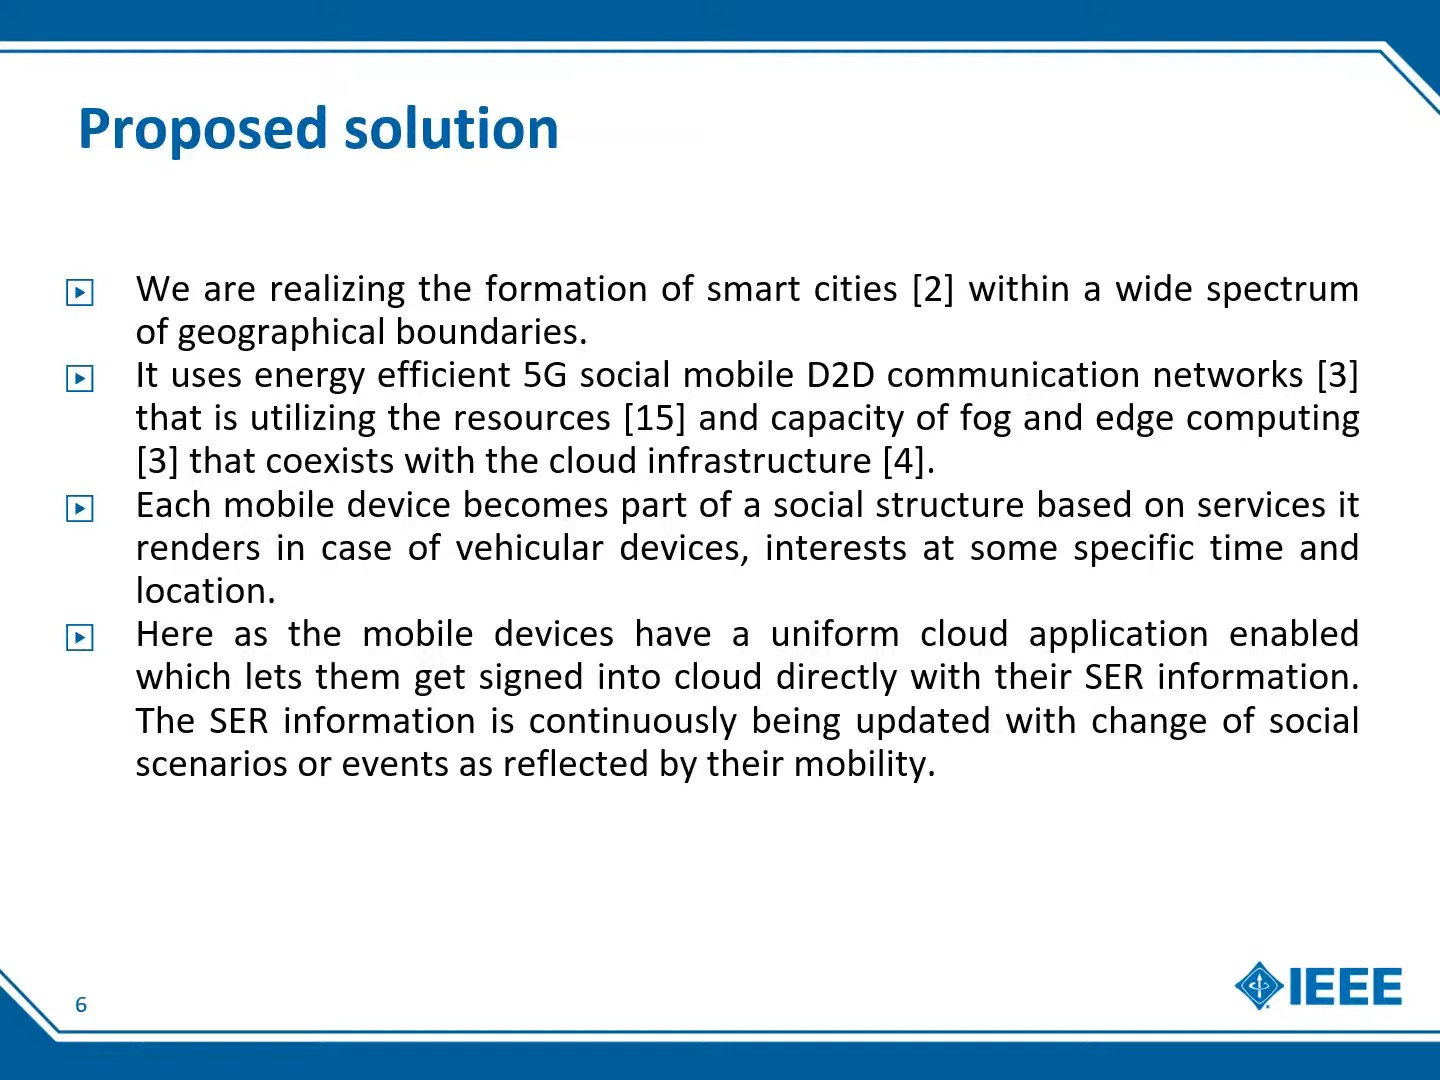 Proposed solution
We are realizing the formation of smart cities [2] within a wide spectrum
of geographical boundaries.
It uses energy efficient 5G social mobile D2D communication networks [3]
that is utilizing the resources [15] and capacity of fog and edge computing
[3] that coexists with the cloud infrastructure [4].
Each mobile device becomes part of a social structure based on services it
renders in case of vehicular devices, interests at some specific time and
location.
Here as the mobile devices have a uniform cloud application enabled
which lets them get signed into cloud directly with their SER information.
The SER information is continuously being updated with change of social
scenarios or events as reflected by their mobility.
6
IEEE